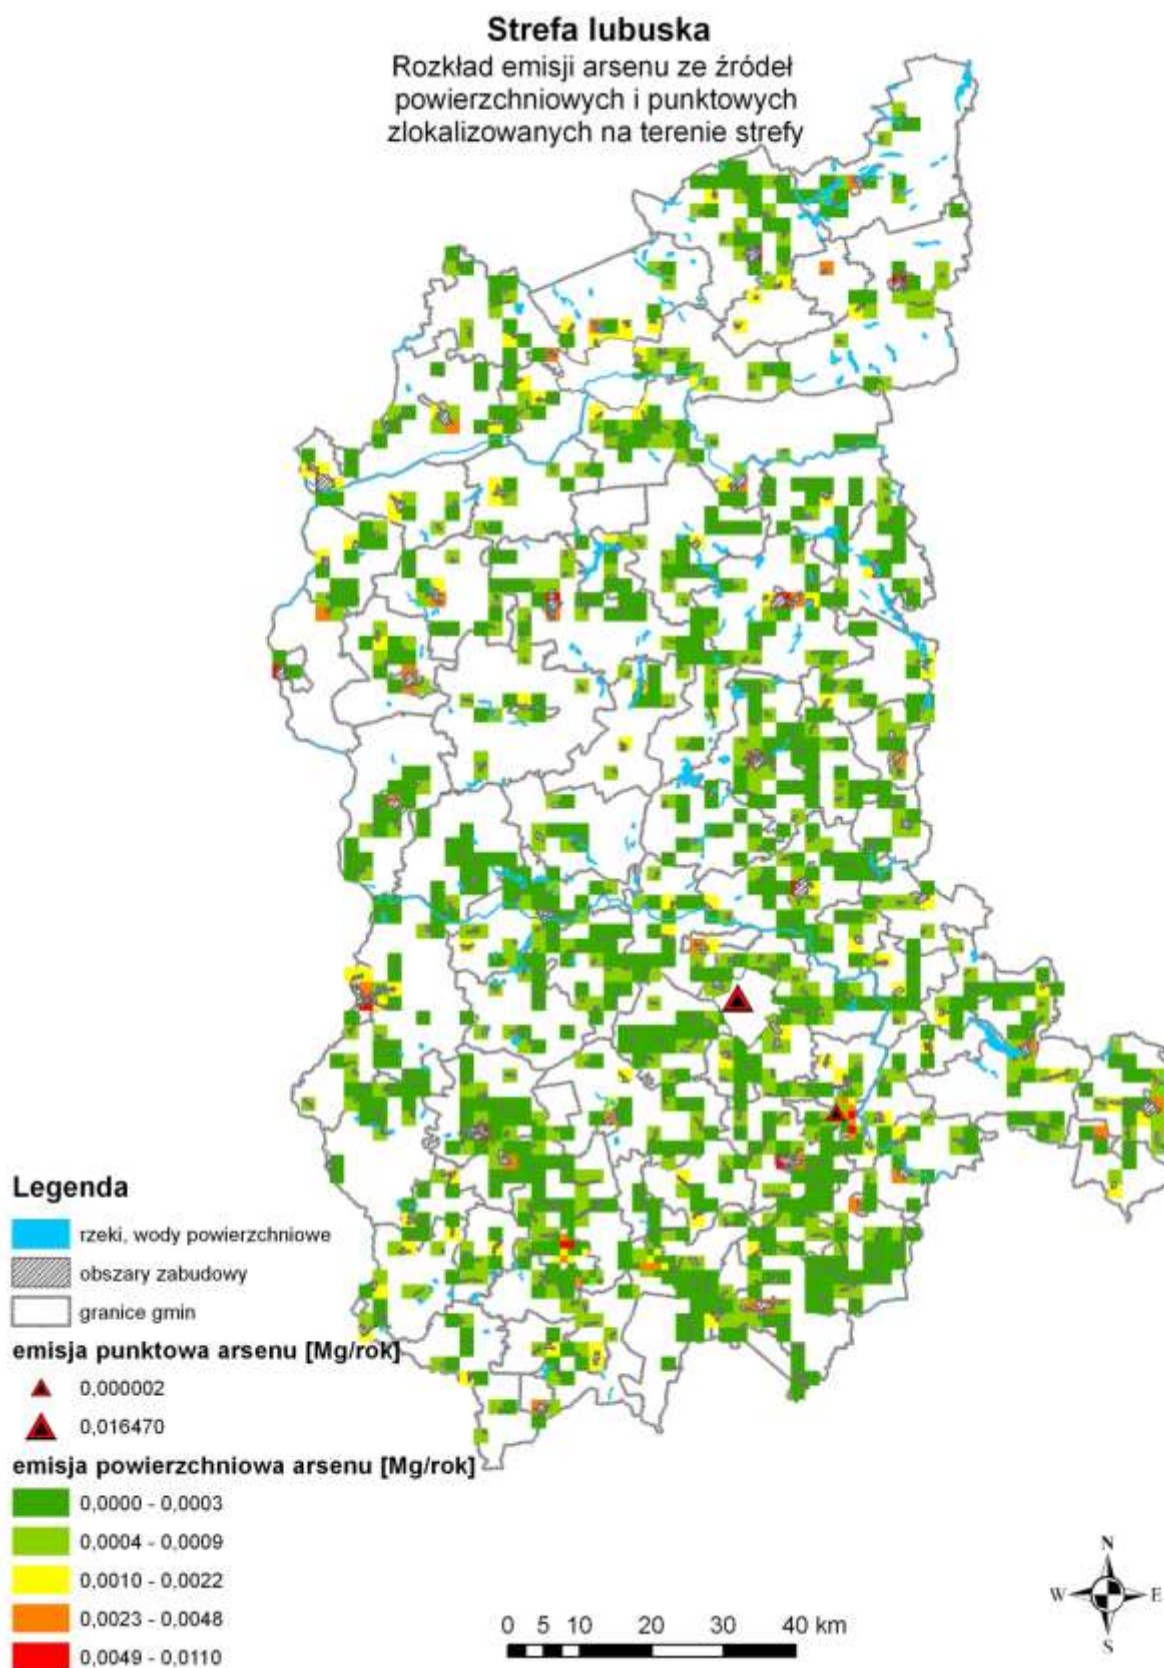 Strefa lubuska
Rozkład emisji arsenu ze źródeł
powierzchniowych i punktowych
zlokalizowanych na terenie strefy
Legenda
rzeki, wody powierzchniowe
obszary zabudowy
granice gmin
emisja punktowa arsenu [Mg/rok]
0,000002
0,016470
emisja powierzchniowa arsenu [Mg/rok]
0,0000 - 0,0003
0,0004 - 0,0009
0,0010 - 0,0022
0,0023 - 0,0048
0,0049 - 0,0110
0 5 10 20 30 40 km
N
W E
S